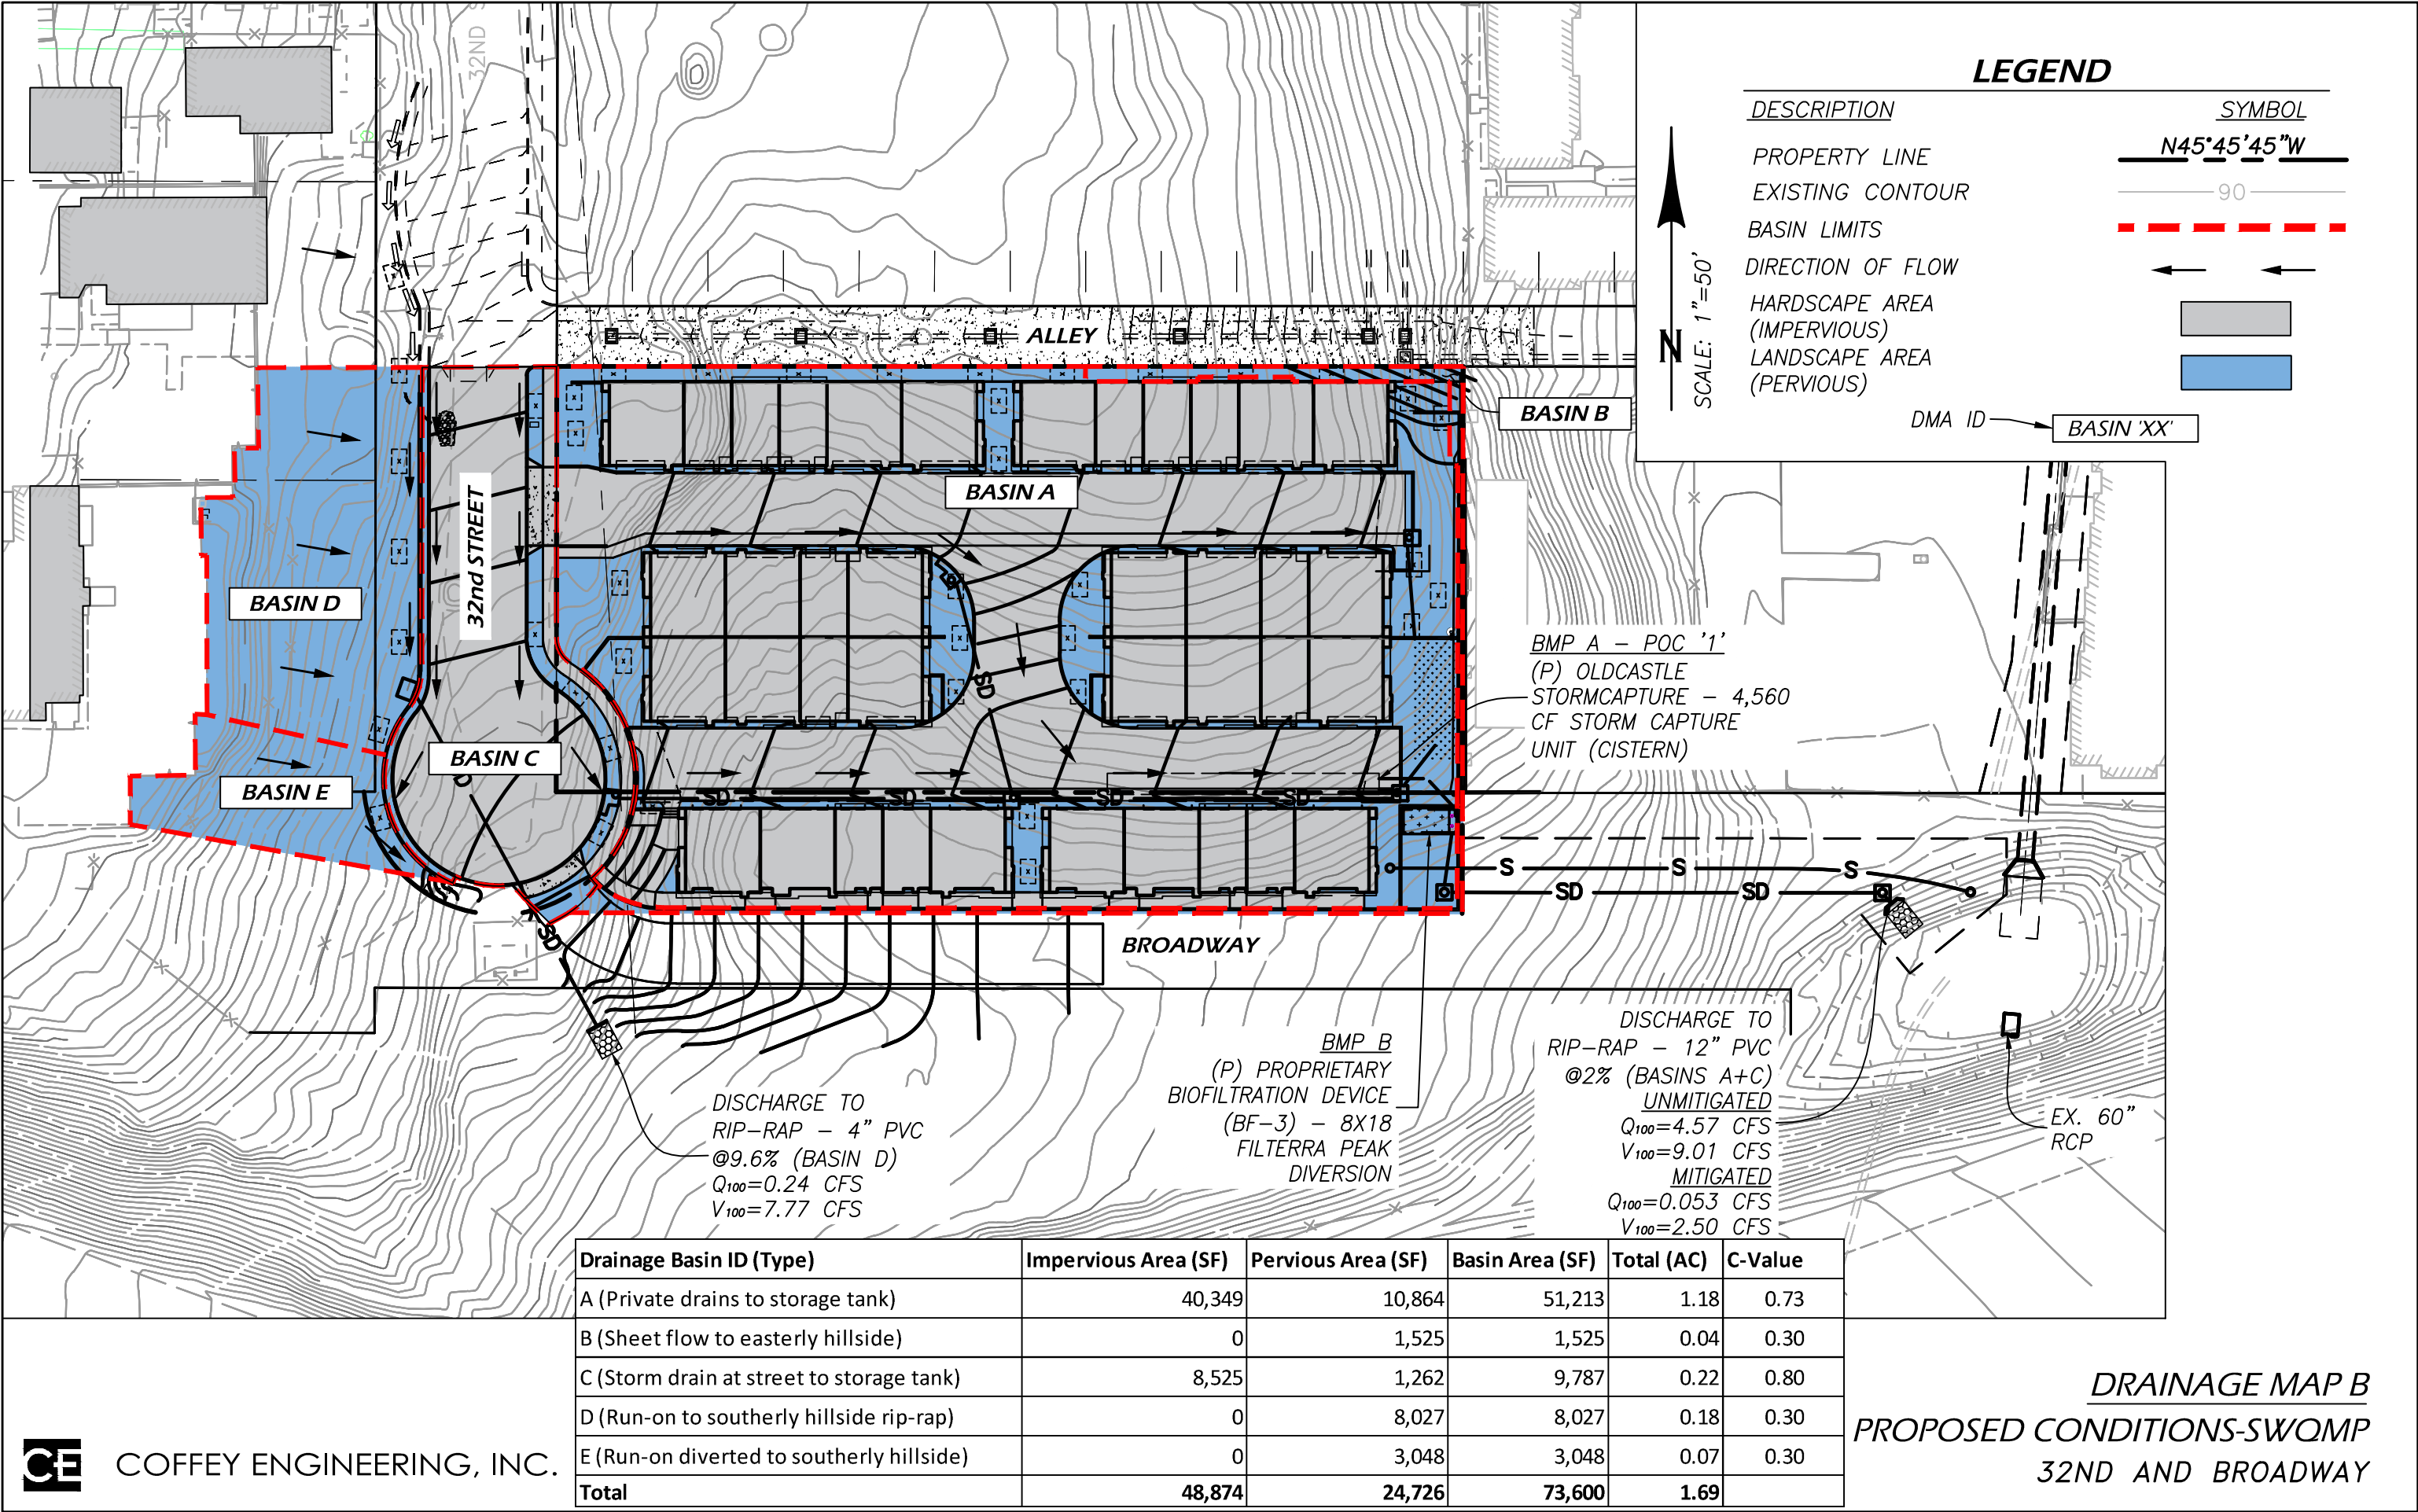 32ND S
LEGEND
DESCRIPTION SYMBOL
PROPERTY LINE N45°45'45"W
EXISTING CONTOUR 90
BASIN LIMITS
DIRECTION OF FLOW
HARDSCAPE AREA
(IMPERVIOUS)
LANDSCAPE AREA
(PERVIOUS)
DMA ID BASIN 'XX'
N
SCALE: 1"=50'
ALLEY
BASIN B
BASIN A
32nd STREET
BASIN D
BASIN C
BASIN E
SD
D
SD SD SD SD
BMP A – POC '1'
(P) OLDCASTLE
STORMCAPTURE – 4,560
CF STORM CAPTURE
UNIT (CISTERN)
S S S
SD SD
SD
BROADWAY
DISCHARGE TO
RIP–RAP – 4" PVC
@9.6% (BASIN D)
Q100=0.24 CFS
V100=7.77 CFS
BMP B
(P) PROPRIETARY
BIOFILTRATION DEVICE
(BF–3) – 8X18
FILTERRA PEAK
DIVERSION
DISCHARGE TO
RIP–RAP – 12" PVC
@2% (BASINS A+C)
UNMITIGATED
Q100=4.57 CFS
V100=9.01 CFS
MITIGATED
Q100=0.053 CFS
V100=2.50 CFS
EX. 60"
RCP
Drainage Basin ID (Type) Impervious Area (SF) Pervious Area (SF) Basin Area (SF) Total (AC) C-Value
A (Private drains to storage tank) 40,349 10,864 51,213 1.18 0.73
B (Sheet flow to easterly hillside) 0 1,525 1,525 0.04 0.30
C (Storm drain at street to storage tank) 8,525 1,262 9,787 0.22 0.80
D (Run-on to southerly hillside rip-rap) 0 8,027 8,027 0.18 0.30
E (Run-on diverted to southerly hillside) 0 3,048 3,048 0.07 0.30
Total 48,874 24,726 73,600 1.69
CE COFFEY ENGINEERING, INC.
DRAINAGE MAP B
PROPOSED CONDITIONS-SWQMP
32ND AND BROADWAY